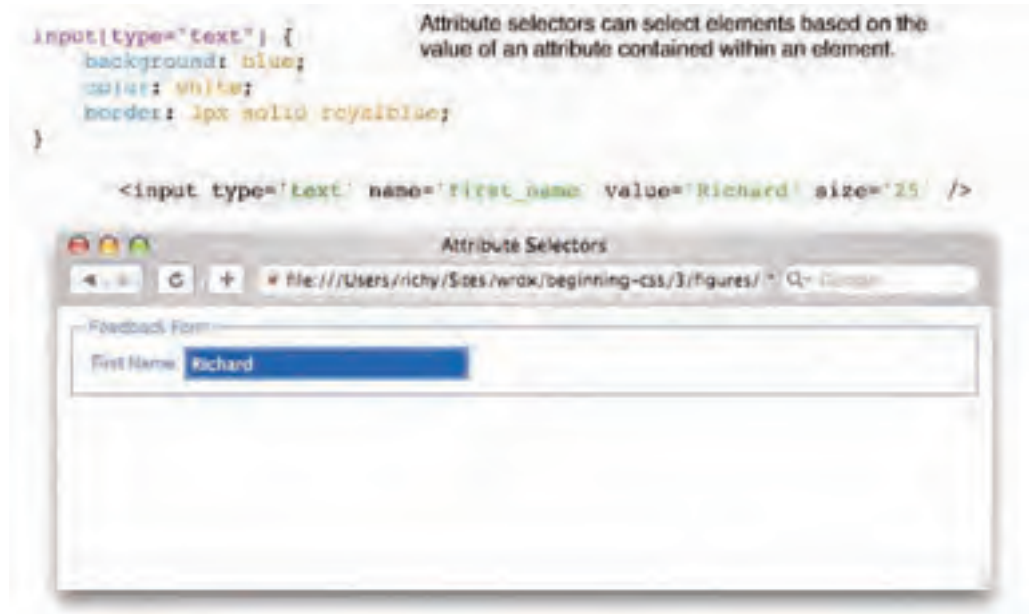 input[type="text"] {
Attribute selectors can select elements based on the
value of an attribute contained within an element.
background: blue;
color: white;
border: 1px solid royalblue;
}
<input type='text' name='first_name' value='Richard' size='25' />
Attribute Selectors
file:///Users/richy/Sites/wrox/beginning-css/3/figures/
Feedback Form
First Name: Richard